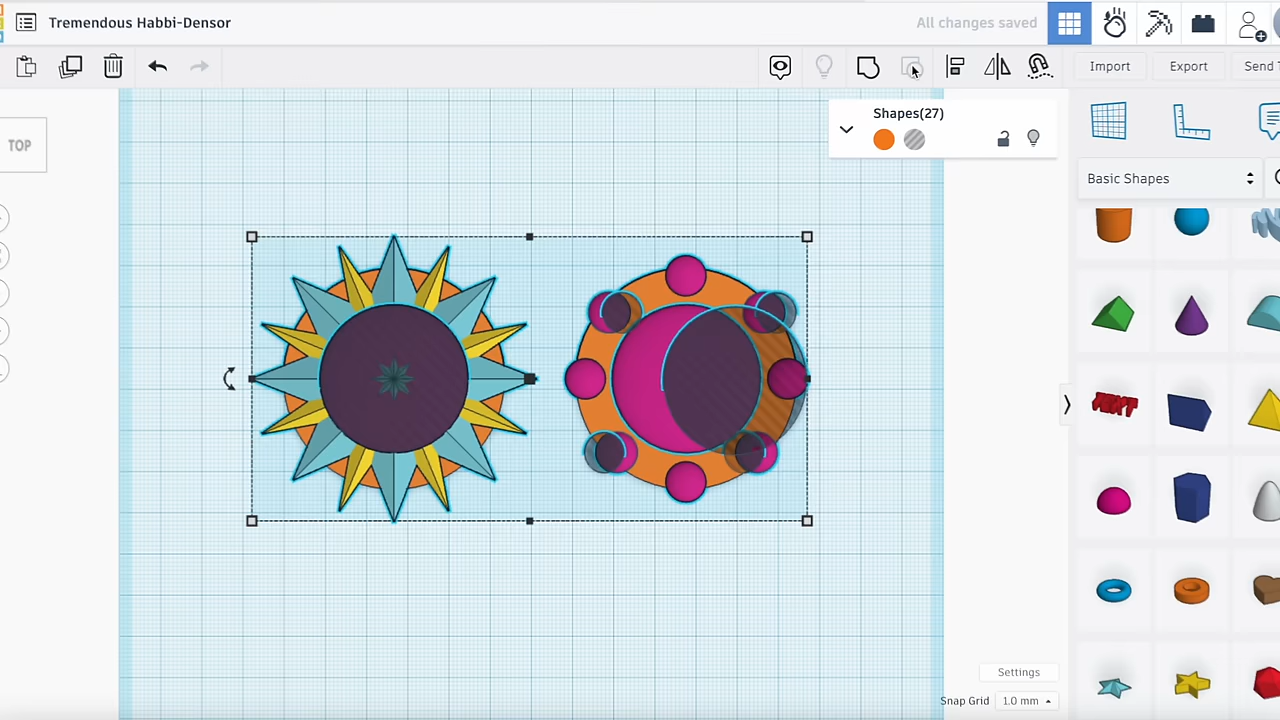 Tremendous Habbi-Densor
All changes saved
Import
Export
Send T
Shapes(27)
TOP
Basic Shapes
TEXT
Settings
Snap Grid
1.0 mm